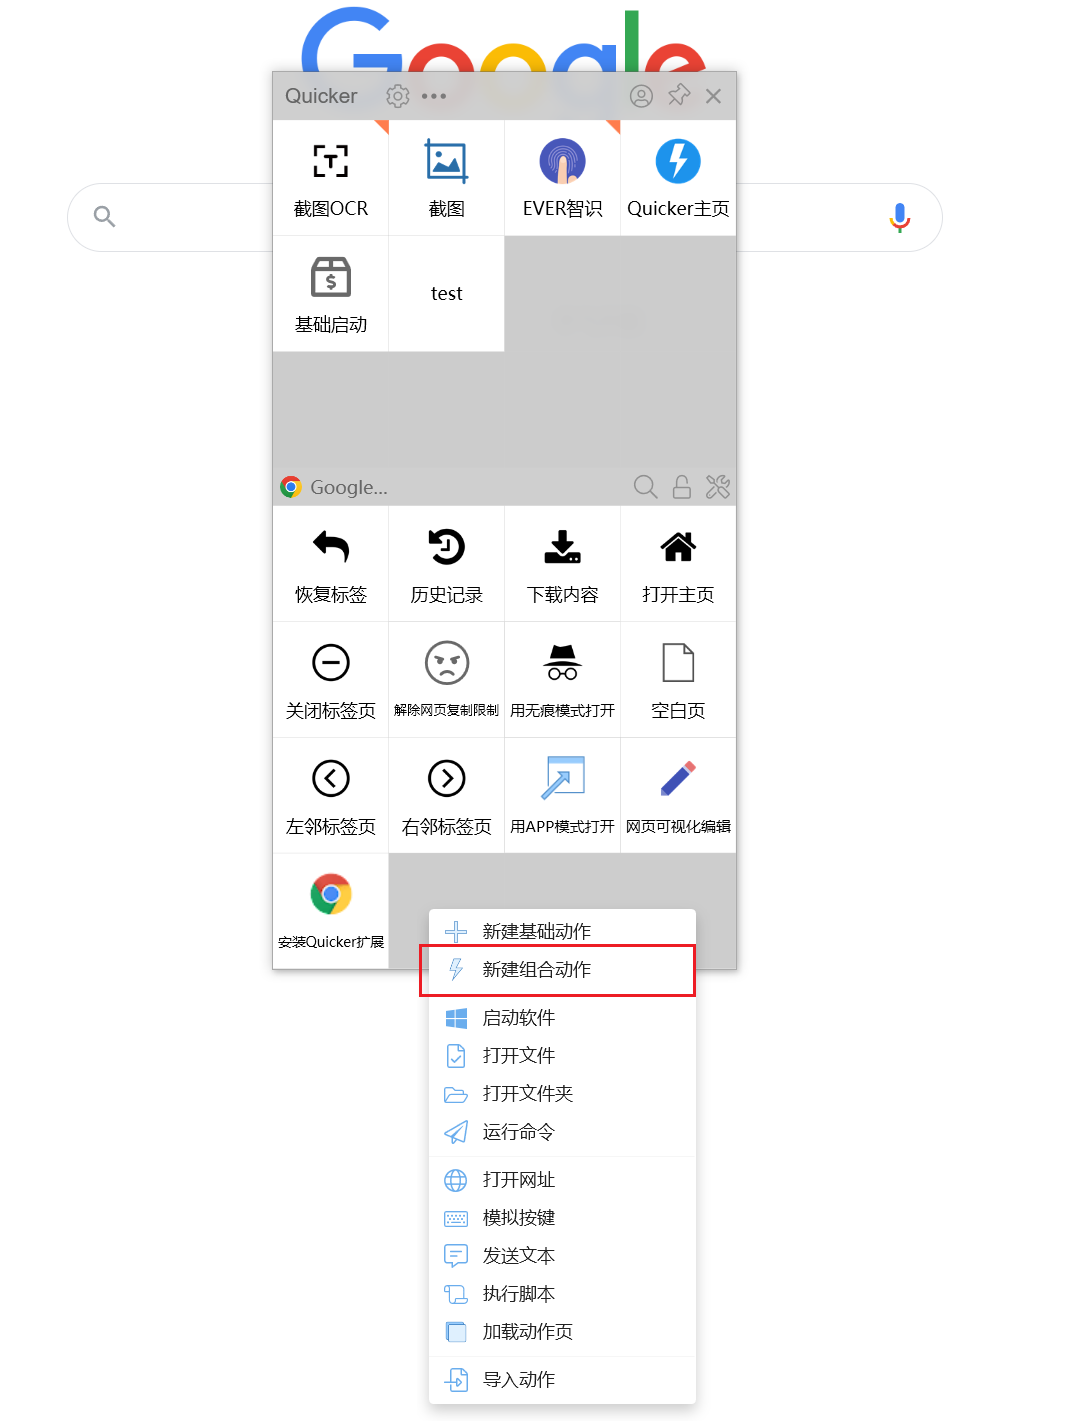 Google
Quicker
截图OCR
截图
EVER智识
Quicker主页
基础启动
test
Google...
恢复标签
历史记录
下载内容
打开主页
关闭标签页
解除网页复制限制
用无痕模式打开
空白页
左邻标签页
右邻标签页
用APP模式打开
网页可视化编辑
安装Quicker扩展
新建基础动作
新建组合动作
启动软件
打开文件
打开文件夹
运行命令
打开网址
模拟按键
发送文本
执行脚本
加载动作页
导入动作